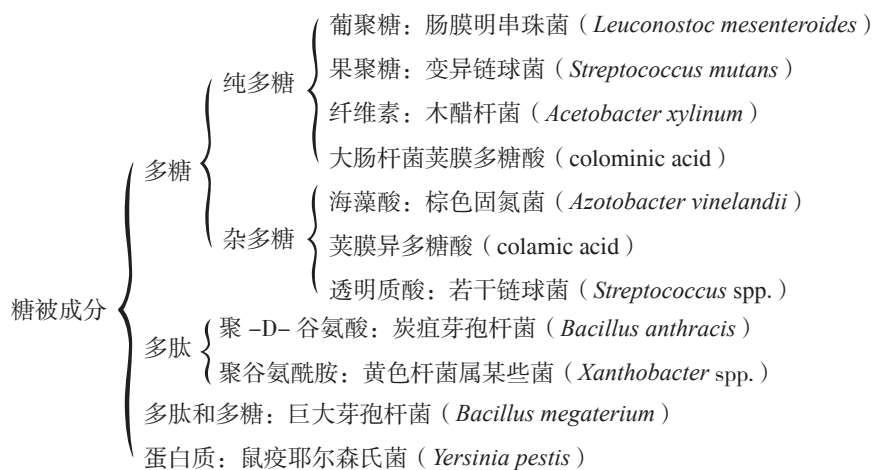 葡聚糖：肠膜明串珠菌（Leuconostoc mesenteroides）
纯多糖
果聚糖：变异链球菌（Streptococcus mutans）
纤维素：木醋杆菌（Acetobacter xylinum）
大肠杆菌荚膜多糖酸（colominic acid）
多糖
海藻酸：棕色固氮菌（Azotobacter vinelandii）
杂多糖
荚膜异多糖酸（colamic acid）
透明质酸：若干链球菌（Streptococcus spp.）
糖被成分
多肽
聚 -D- 谷氨酸：炭疽芽孢杆菌（Bacillus anthracis）
聚谷氨酰胺：黄色杆菌属某些菌（Xanthobacter spp.）
多肽和多糖：巨大芽孢杆菌（Bacillus megaterium）
蛋白质：鼠疫耶尔森氏菌（Yersinia pestis）